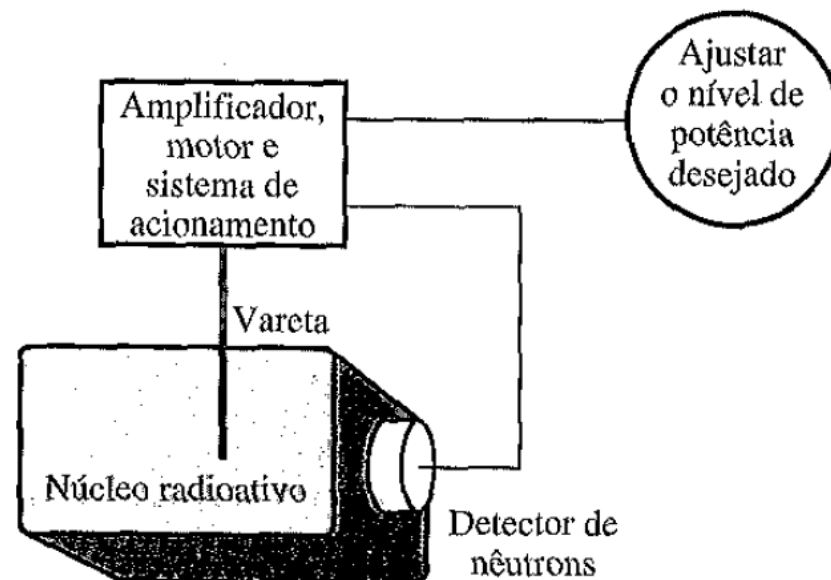 Amplificador,
motor e
sistema de
acionamento
Ajustar
o nível de
potência
desejado
Vareta
Núcleo radioativo
Detector de
nêutrons